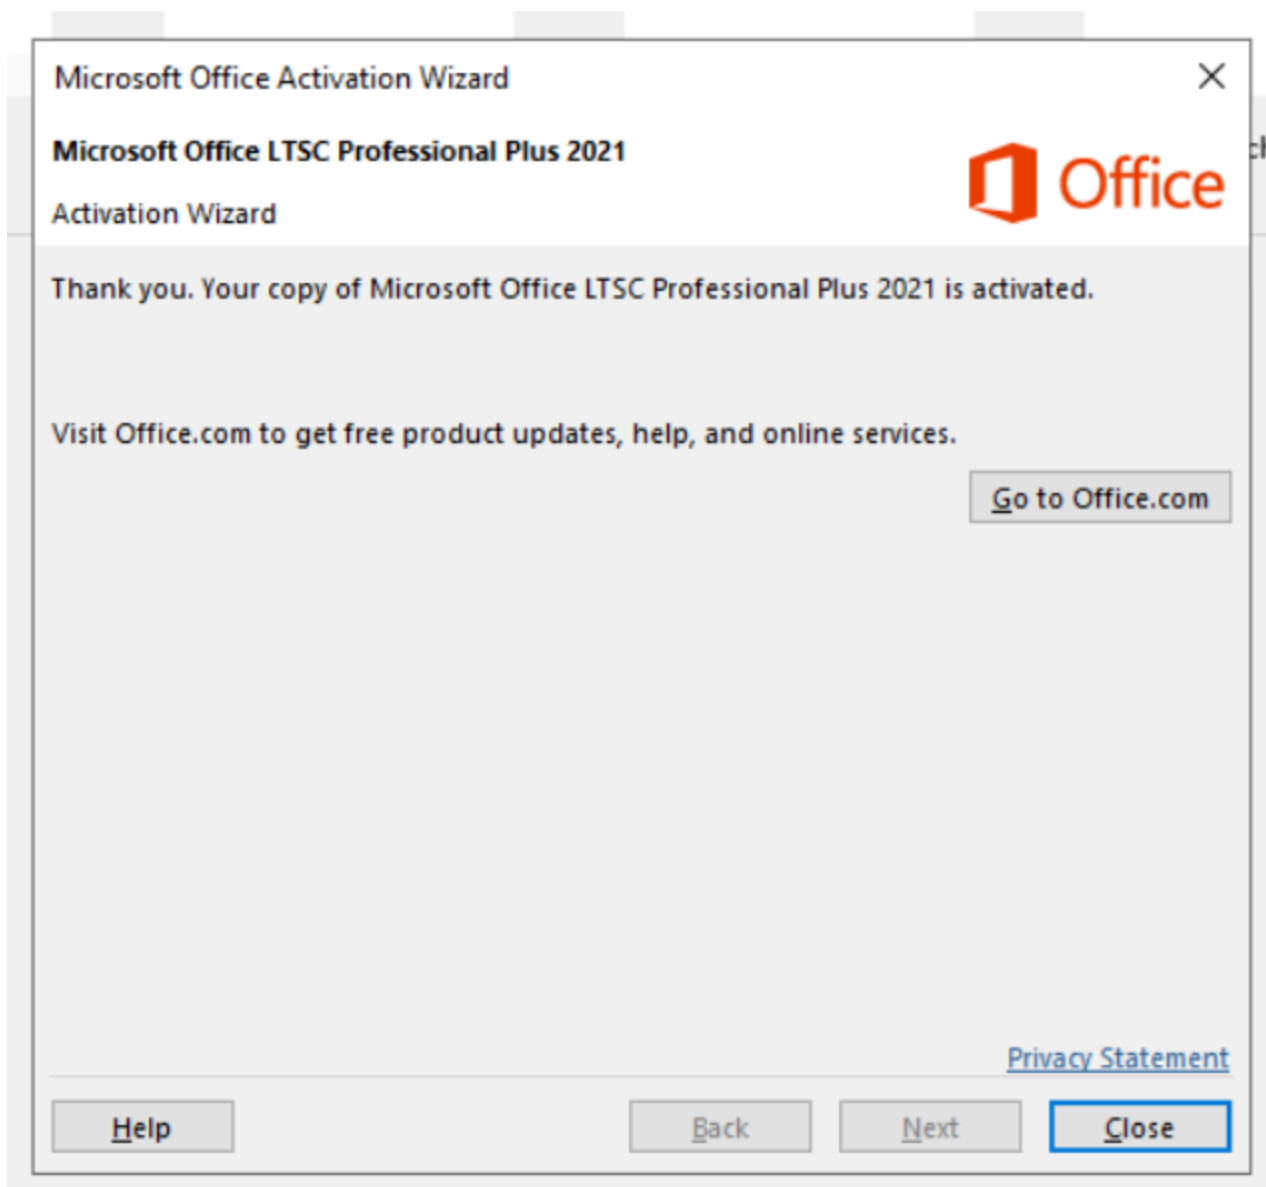 Microsoft Office Activation Wizard
Microsoft Office LTSC Professional Plus 2021
Office
Activation Wizard
Thank you. Your copy of Microsoft Office LTSC Professional Plus 2021 is activated.
Visit Office.com to get free product updates, help, and online services.
Go to Office.com
Privacy Statement
Help Back Next Close